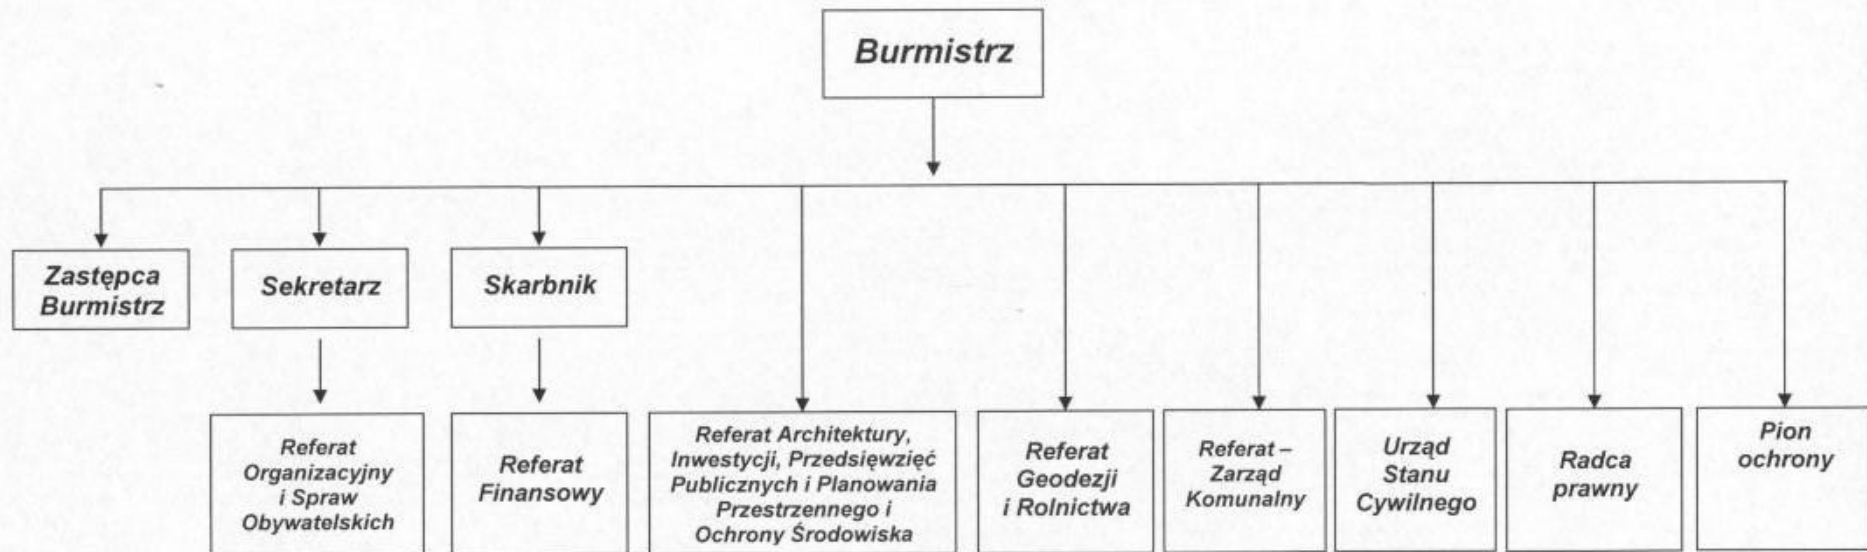 Burmistrz
Zastępca
Burmistrz
Sekretarz
Skarbnik
Referat
Organizacyjny
i Spraw
Obywatelskich
Referat
Finansowy
Referat Architektury,
Inwestycji, Przedsięwzięć
Publicznych i Planowania
Przestrzennego i
Ochrony Środowiska
Referat
Geodezji
i Rolnictwa
Referat –
Zarząd
Komunalny
Urząd
Stanu
Cywilnego
Radca
prawny
Pion
ochrony